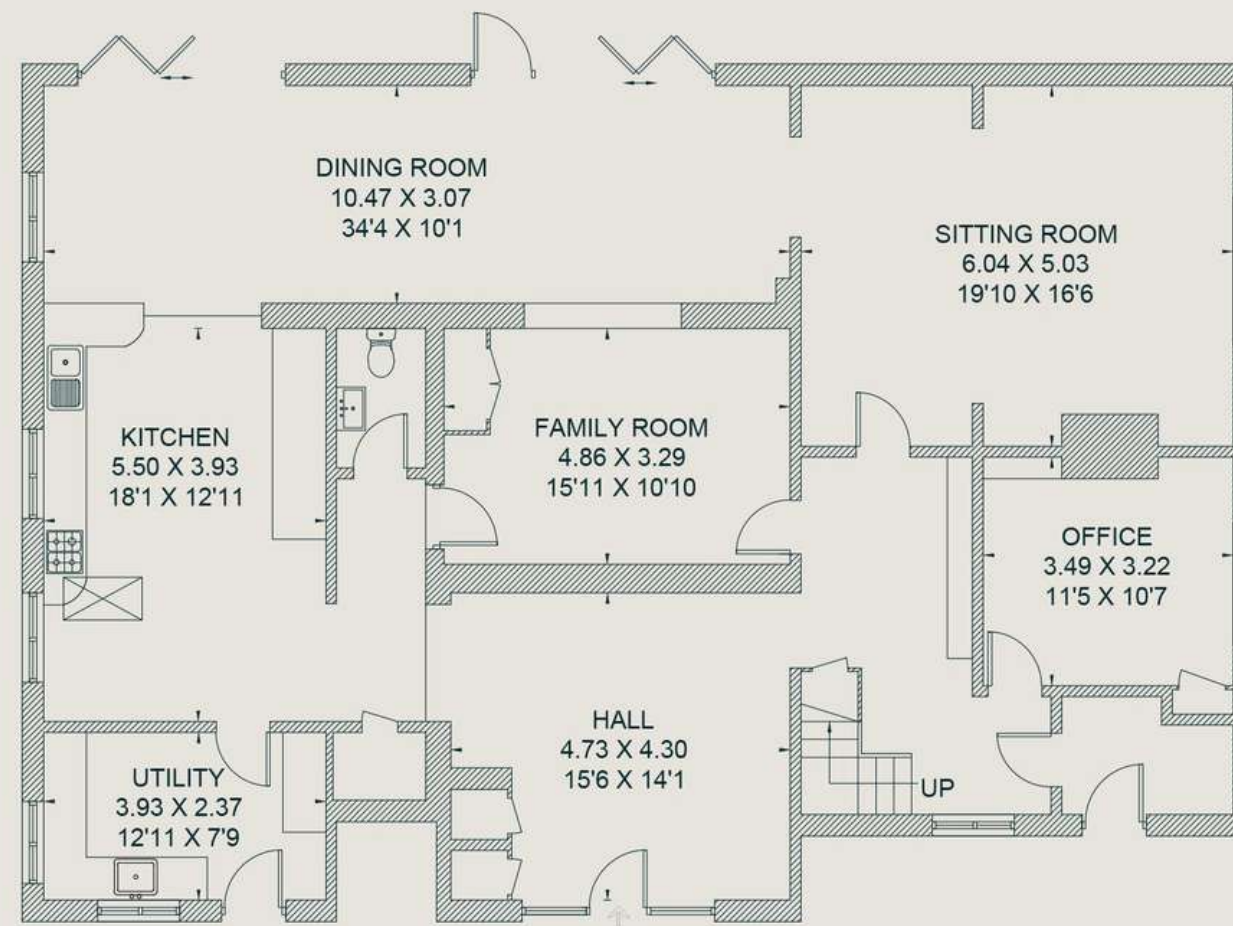 DINING ROOM
10.47 X 3.07
34'4 X 10'1
SITTING ROOM
6.04 X 5.03
19'10 X 16'6
KITCHEN
5.50 X 3.93
18'1 X 12'11
FAMILY ROOM
4.86 X 3.29
15'11 X 10'10
OFFICE
3.49 X 3.22
11'5 X 10'7
HALL
4.73 X 4.30
15'6 X 14'1
UTILITY
3.93 X 2.37
12'11 X 7'9
UP